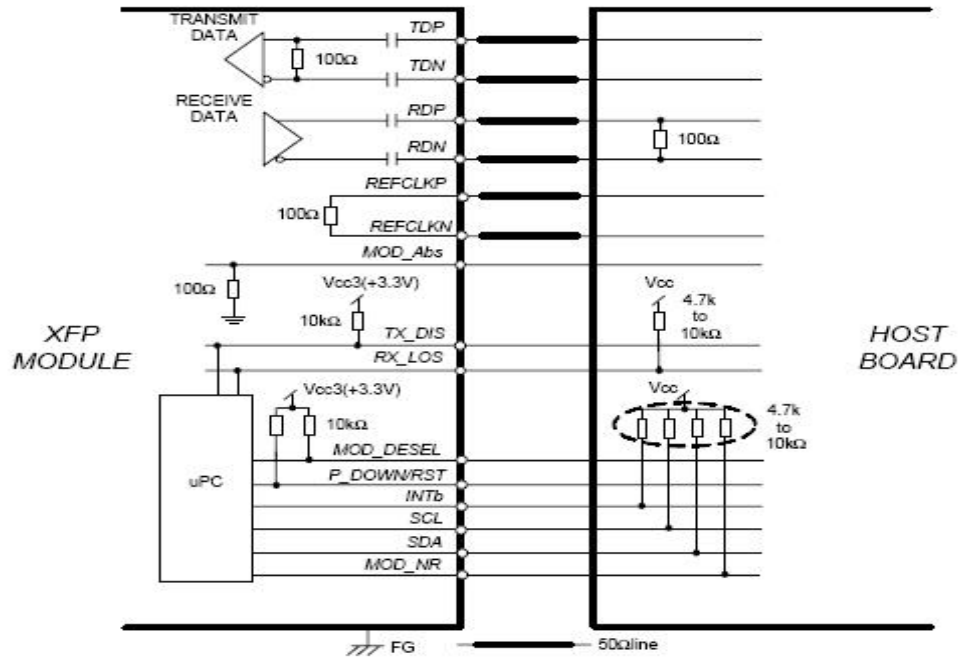 TRANSMIT
DATA
TDP
100Ω
TDN
RECEIVE
DATA
RDP
100Ω
RDN
REFCLKP
100Ω
REFCLKN
MOD_Abs
100Ω
Vcc3(+3.3V)
10kΩ
TX_DIS
RX_LOS
Vcc
4.7k
to
10kΩ
XFP
MODULE
HOST
BOARD
Vcc3(+3.3V)
10kΩ
Vcc
4.7k
to
10kΩ
MOD_DESEL
uPC
P_DOWN/RST
INTb
SCL
SDA
MOD_NR
FG
50Ωline